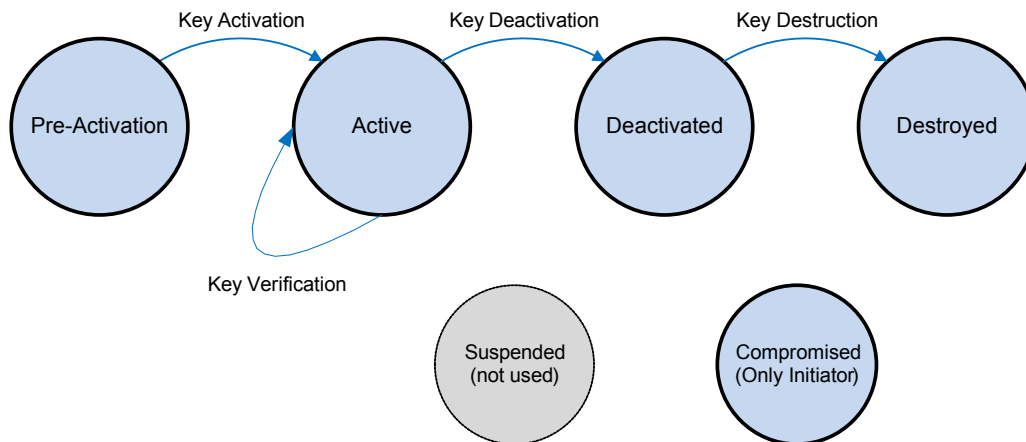 Key Activation
Key Deactivation
Key Destruction
Pre-Activation
Active
Deactivated
Destroyed
Key Verification
Suspended
(not used)
Compromised
(Only Initiator)